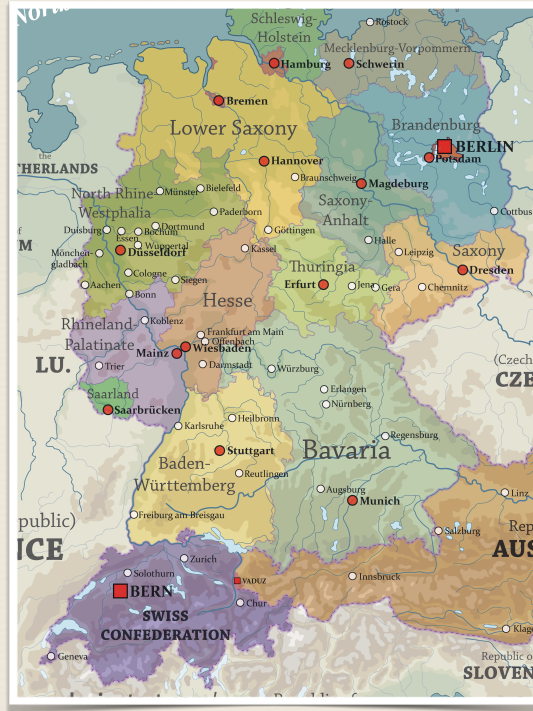 North
Schleswig-
Holstein
Rostock
Mecklenburg-Vorpommern
Hamburg
Schwerin
Bremen
Lower Saxony
Brandenburg
BERLIN
Potsdam
the
THERLANDS
Hannover
Braunschweig
Magdeburg
North Rhine-
Westphalia
Münster
Bielefeld
Saxony-
Anhalt
Paderborn
Cottbus
Duisburg
Dortmund
Bochum
Essen
Wuppertal
Göttingen
of
M
Halle
Leipzig
Saxony
Mönchen-
gladbach
Düsseldorf
Kassel
Cologne
Siegen
Thuringia
Dresden
Aachen
Bonn
Erfurt
Jena
Gera
Chemnitz
Hesse
Rhineland-
Palatinate
Koblenz
Frankfurt am Main
Offenbach
Mainz
Wiesbaden
Darmstadt
(Czech
CZE
LU.
Trier
Würzburg
Saarland
Saarbrücken
Erlangen
Nürnberg
Heilbronn
Karlsruhe
Regensburg
Stuttgart
Bavaria
Baden-
Württemberg
Reutlingen
Augsburg
Munich
Linz
Freiburg am Breisgau
public)
NCE
Salzburg
Rep
AUS
Zurich
Solothurn
VADUZ
Innsbruck
BERN
Chur
SWISS
CONFEDERATION
Klage
Geneva
Republic o
SLOVEN